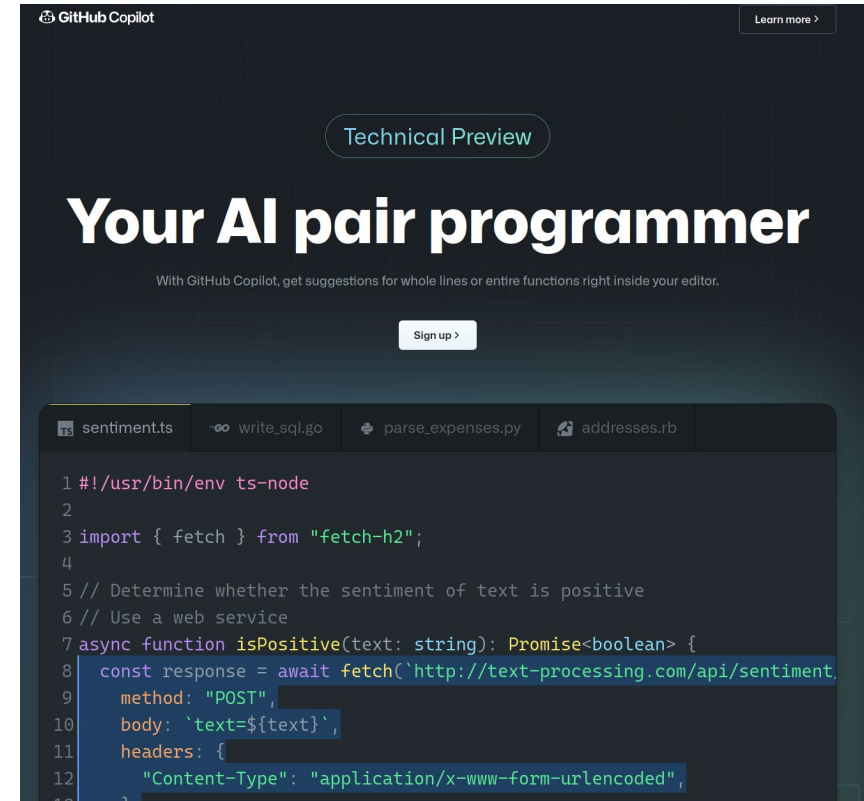 GitHub Copilot
Learn more >
Technical Preview
Your AI pair programmer
With GitHub Copilot, get suggestions for whole lines or entire functions right inside your editor.
Sign up >
TS sentiment.ts GO write_sql.go parse_expenses.py addresses.rb
1 #!/usr/bin/env ts-node
2
3 import { fetch } from "fetch-h2";
4
5 // Determine whether the sentiment of text is positive
6 // Use a web service
7 async function isPositive(text: string): Promise<boolean> {
8 const response = await fetch(`http://text-processing.com/api/sentiment/
9 method: "POST",
10 body: `text=${text}`,
11 headers: {
12 "Content-Type": "application/x-www-form-urlencoded",